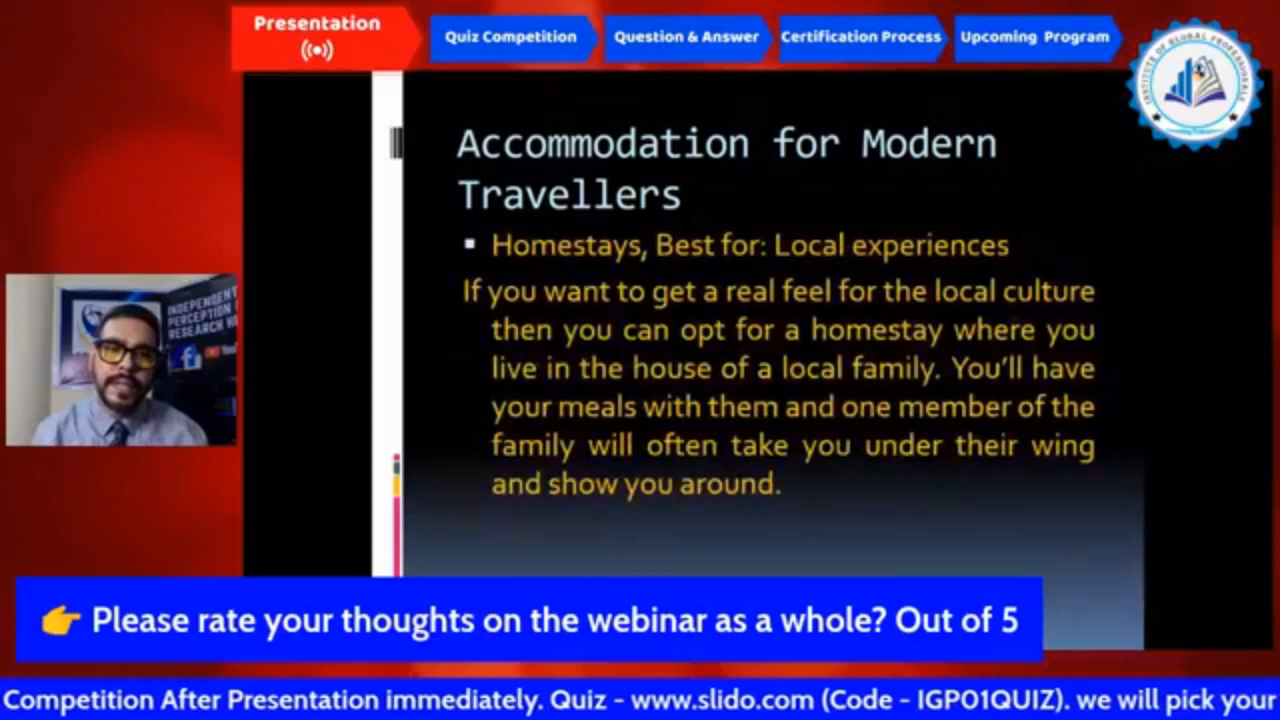 Presentation
Quiz Competition
Question & Answer
Certification Process
Upcoming Program
INSTITUTE OF GLOBAL PROFESSIONALS
Accommodation for Modern
Travellers
▪ Homestays, Best for: Local experiences
If you want to get a real feel for the local culture
then you can opt for a homestay where you
live in the house of a local family. You'll have
your meals with them and one member of the
family will often take you under their wing
and show you around.
INDEPENDENT
PERCEPTION
RESEARCH
👉 Please rate your thoughts on the webinar as a whole? Out of 5
Competition After Presentation immediately. Quiz - www.slido.com (Code - IGP01QUIZ). we will pick your